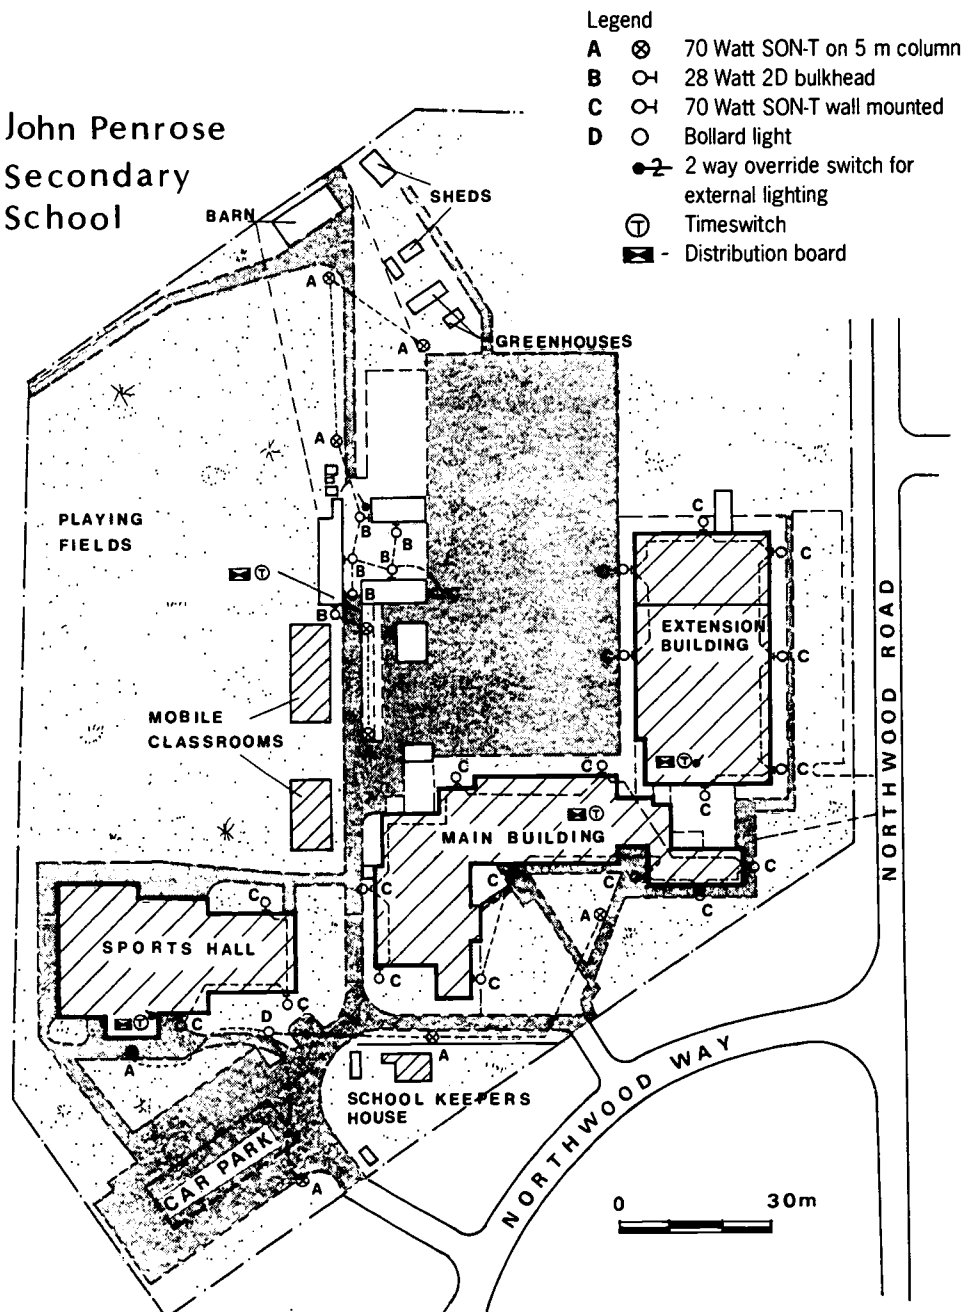 Legend
A 70 Watt SON-T on 5 m column
B 28 Watt 2D bulkhead
C 70 Watt SON-T wall mounted
D Bollard light
2 way override switch for
external lighting
T Timeswitch
- Distribution board
John Penrose
Secondary
School
BARN
SHEDS
A
GREENHOUSES
A
A
PLAYING
FIELDS
B
B
B
B
B
T
B
C
C
EXTENSION
BUILDING
C
MOBILE
CLASSROOMS
T
C
C
C
C
T
MAIN BUILDING
NORTHWOOD ROAD
C
C
C
C
C
C
A
SPORTS HALL
C
C
C
D
T
C
A
A
SCHOOL KEEPERS
HOUSE
NORTHWOOD WAY
CAR PARK
A
0 30m